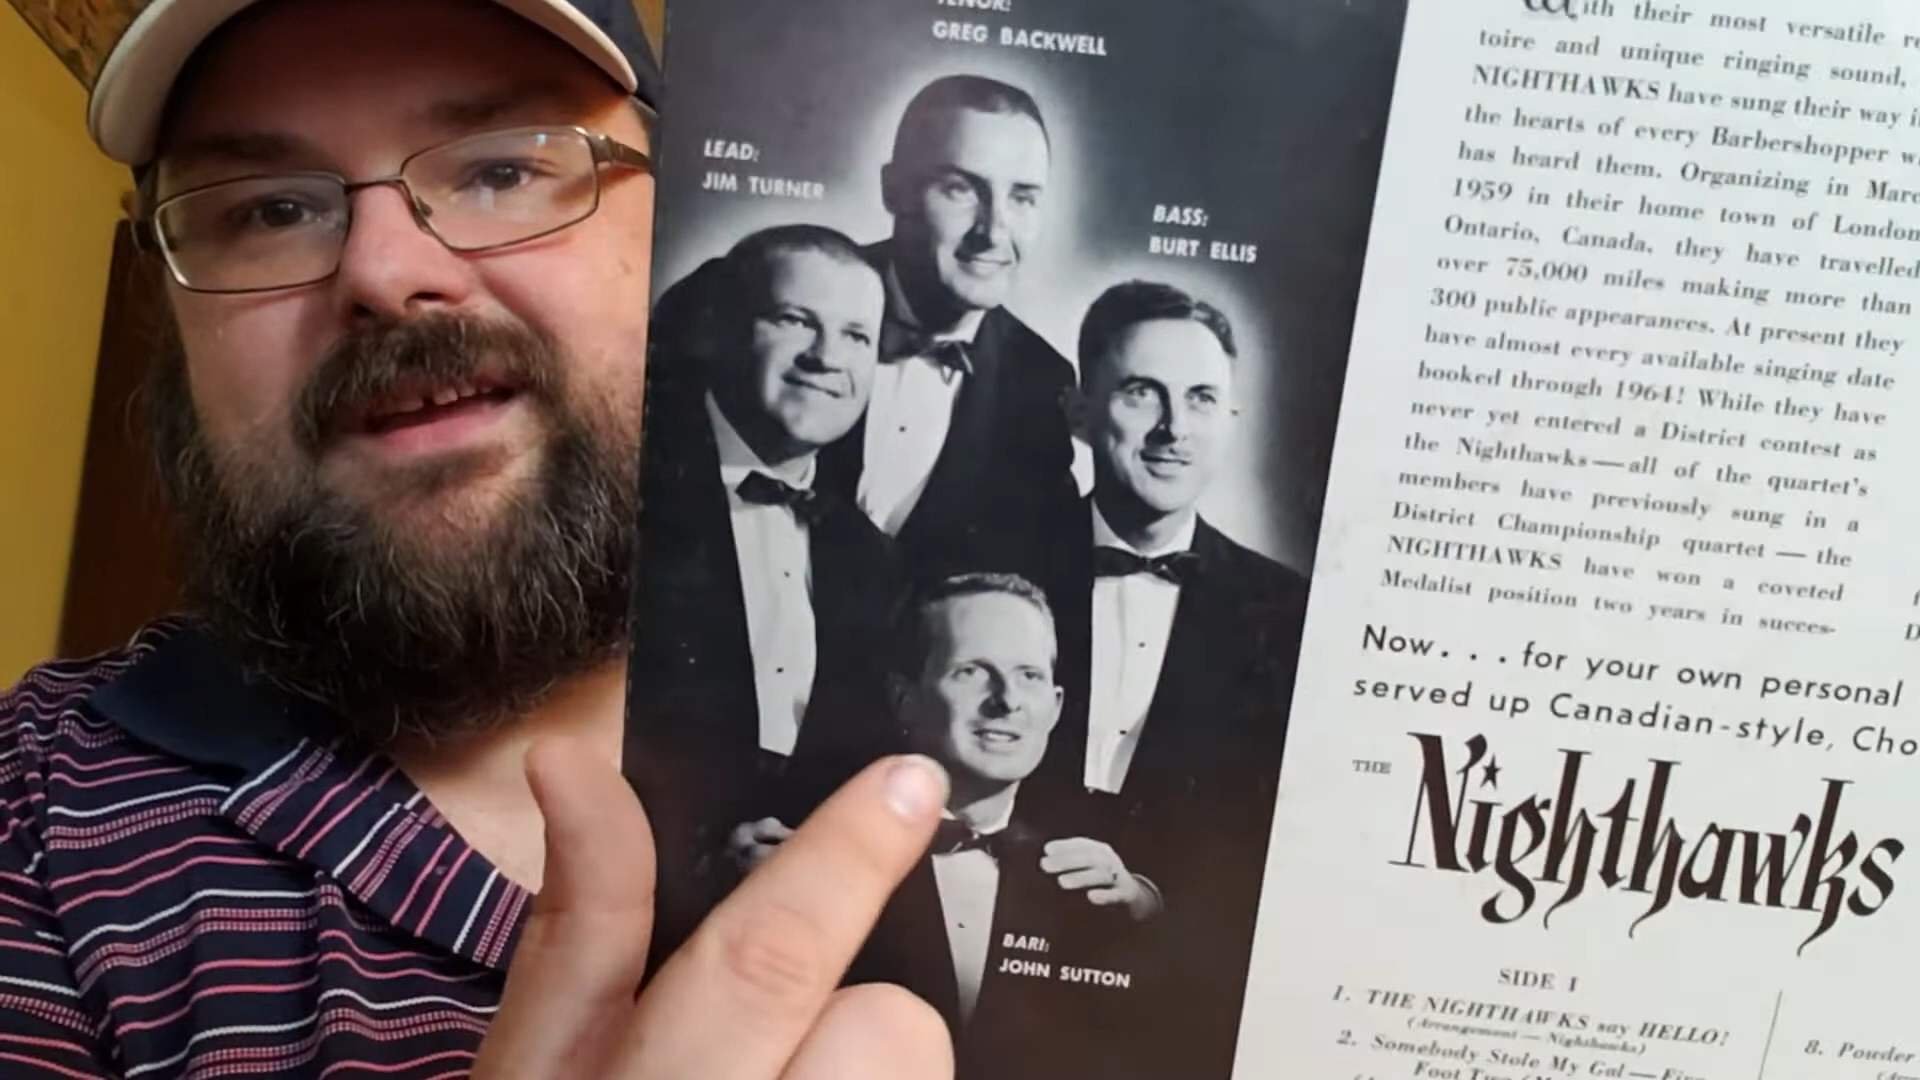 TENOR:
GREG BACKWELL
LEAD:
JIM TURNER
BASS:
BURT ELLIS
BARI:
JOHN SUTTON
ith their most versatile re
toire and unique ringing sound,
NIGHTHAWKS have sung their way i
the hearts of every Barbershopper w
has heard them. Organizing in Marc
1959 in their home town of London
Ontario, Canada, they have travelled
over 75,000 miles making more than
300 public appearances. At present they
have almost every available singing date
booked through 1964! While they have
never yet entered a District contest as
the Nighthawks — all of the quartet's
members have previously sung in a
District Championship quartet — the
NIGHTHAWKS have won a coveted
Medalist position two years in succes-
Now. . . for your own personal
served up Canadian-style, Cho
THE Nighthawks
SIDE I
1. THE NIGHTHAWKS say HELLO!
(Arrangement — Nighthawks)
2. Somebody Stole My Gal — Five
Foot Two
8. Powder